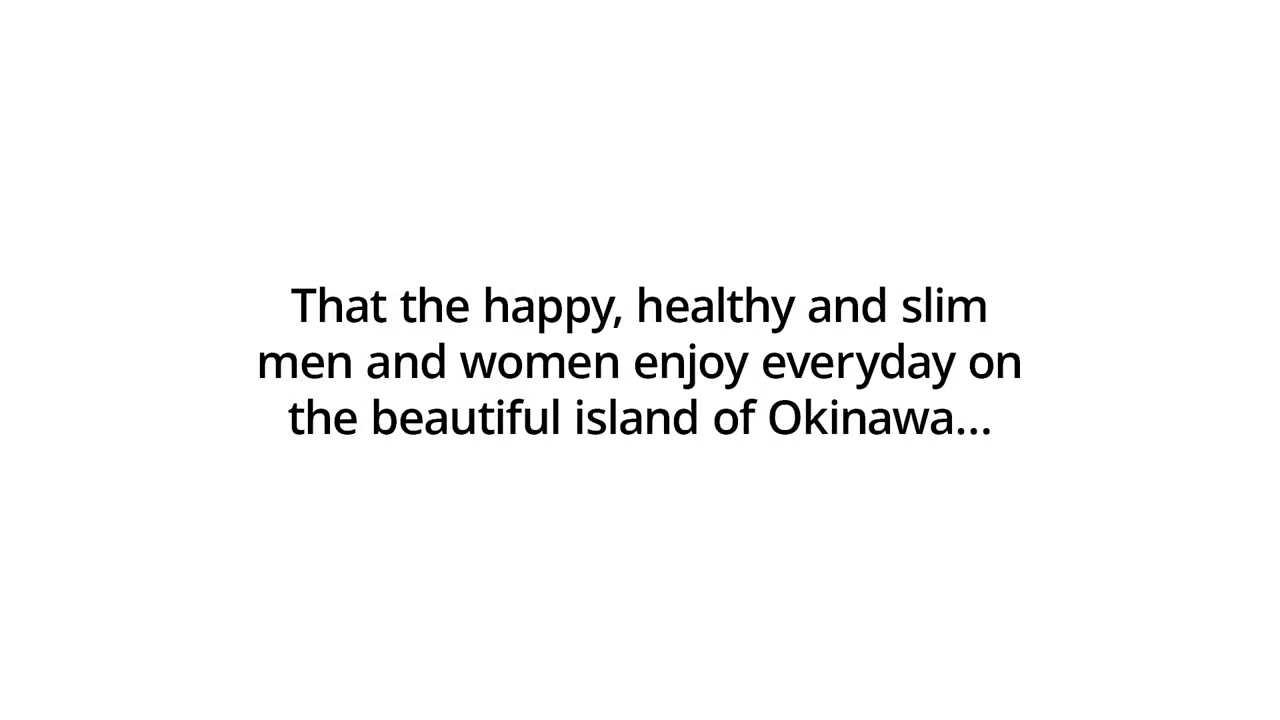 That the happy, healthy and slim
men and women enjoy everyday on
the beautiful island of Okinawa...